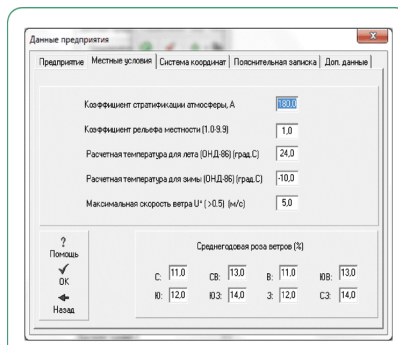 Данные предприятия
Предприятие Местные условия Система координат Пояснительная записка Доп. данные
Коэффициент стратификации атмосферы, А 180,0
Коэффициент рельефа местности (1.0-9.9) 1,0
Расчетная температура для лета (ОНД-86) (град.С) 24,0
Расчетная температура для зимы (ОНД-86) (град.С) -10,0
Максимальная скорость ветра U* (>0.5) (м/с) 5,0
? Помощь
OK
Назад
Среднегодовая роза ветров (%)
С: 11,0 СВ: 13,0 В: 11,0 ЮВ: 13,0
Ю: 12,0 ЮЗ: 14,0 З: 12,0 СЗ: 14,0